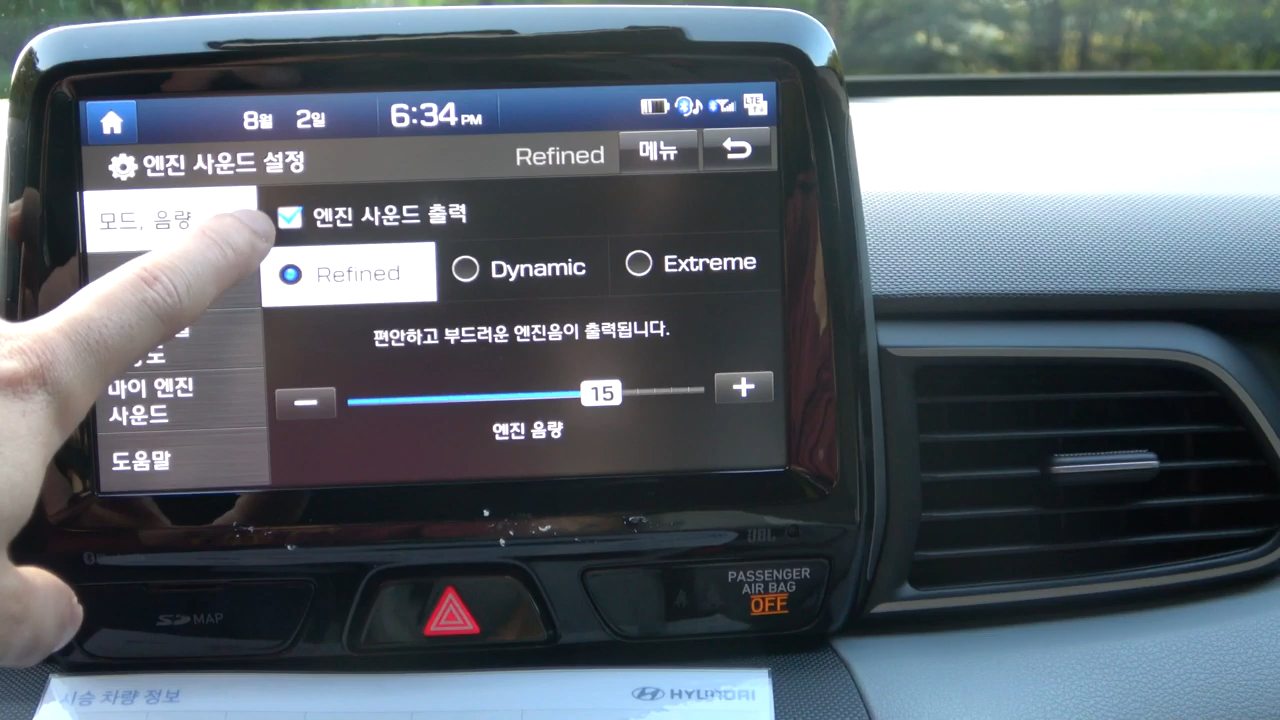 8월 2일 6:34 PM LTE
엔진 사운드 설정 Refined 메뉴
모드, 음량
엔진 사운드 출력
Refined Dynamic Extreme
편안하고 부드러운 엔진음이 출력됩니다.
마이 엔진
사운드
− 15 +
엔진 음량
도움말
JBL
SD MAP
PASSENGER
AIR BAG
OFF
시승 차량 정보 HYUNDAI